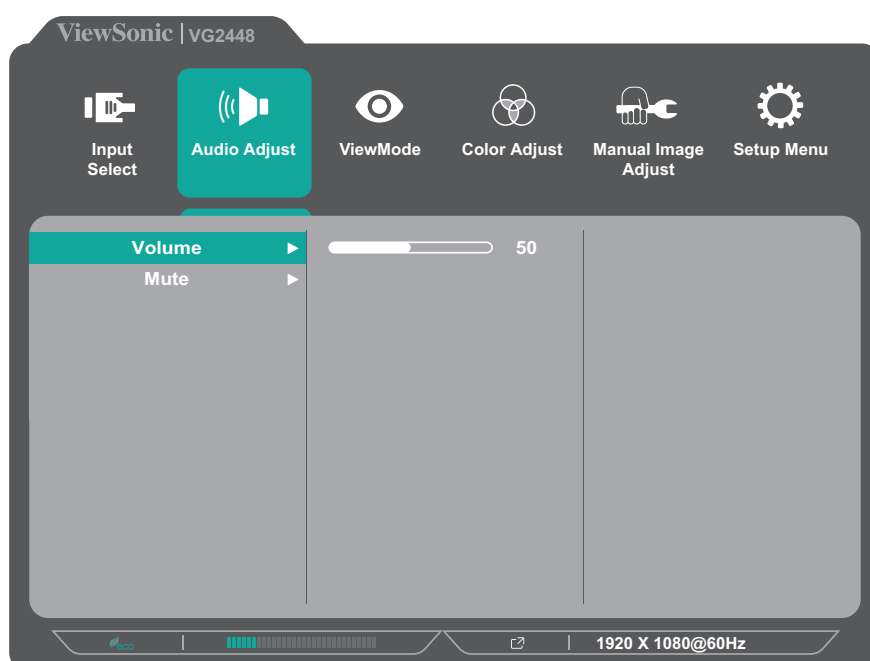 ViewSonic | VG2448
Input
Select
Audio Adjust
ViewMode
Color Adjust
Manual Image
Adjust
Setup Menu
Volume
50
Mute
eco
1920 X 1080@60Hz